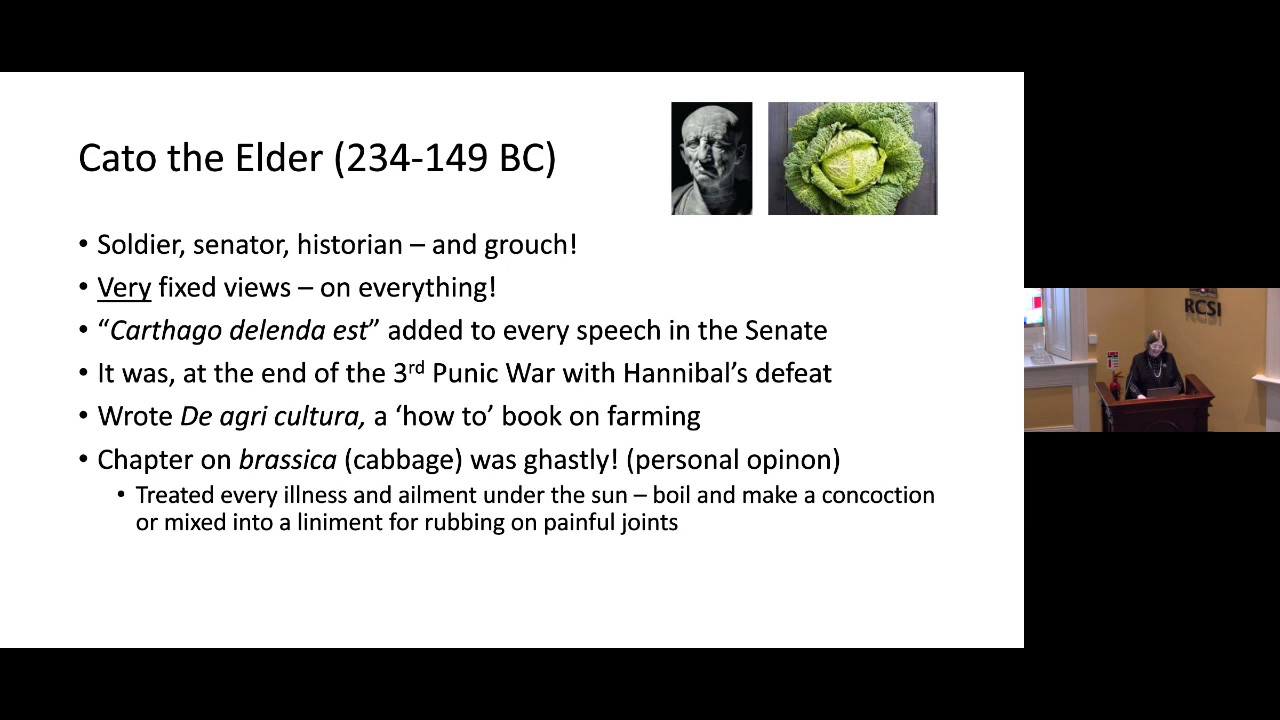 Cato the Elder (234-149 BC)
• Soldier, senator, historian – and grouch!
• Very fixed views – on everything!
• “Carthago delenda est” added to every speech in the Senate
• It was, at the end of the 3rd Punic War with Hannibal’s defeat
• Wrote De agri cultura, a ‘how to’ book on farming
• Chapter on brassica (cabbage) was ghastly! (personal opinon)
• Treated every illness and ailment under the sun – boil and make a concoction
or mixed into a liniment for rubbing on painful joints
RCSI